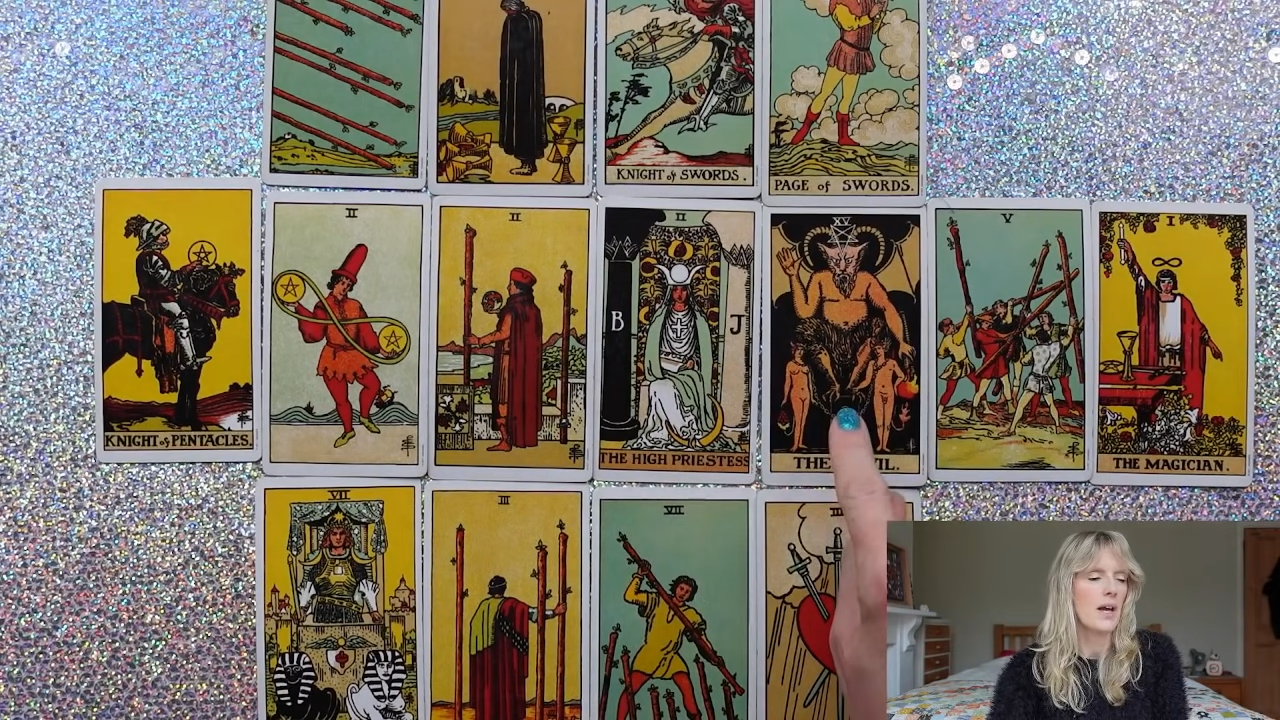 KNIGHT of SWORDS.
PAGE of SWORDS.
KNIGHT of PENTACLES.
II
II
II
B
J
THE HIGH PRIESTESS
XV
V
I
THE MAGICIAN.
VII
III
VII